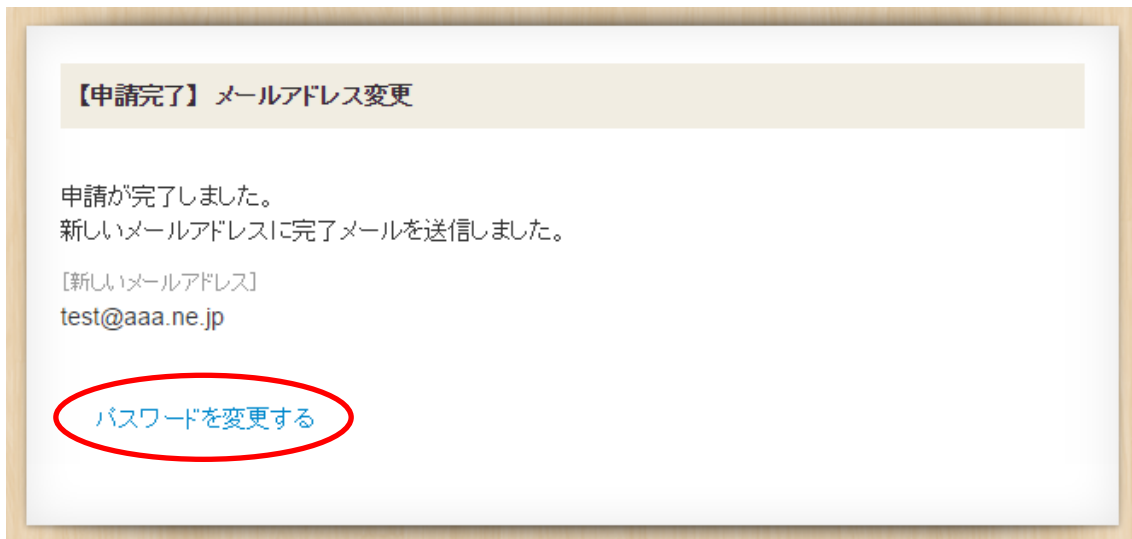 【申請完了】 メールアドレス変更
申請が完了しました。
新しいメールアドレスに完了メールを送信しました。
[新しいメールアドレス]
test@aaa.ne.jp
パスワードを変更する